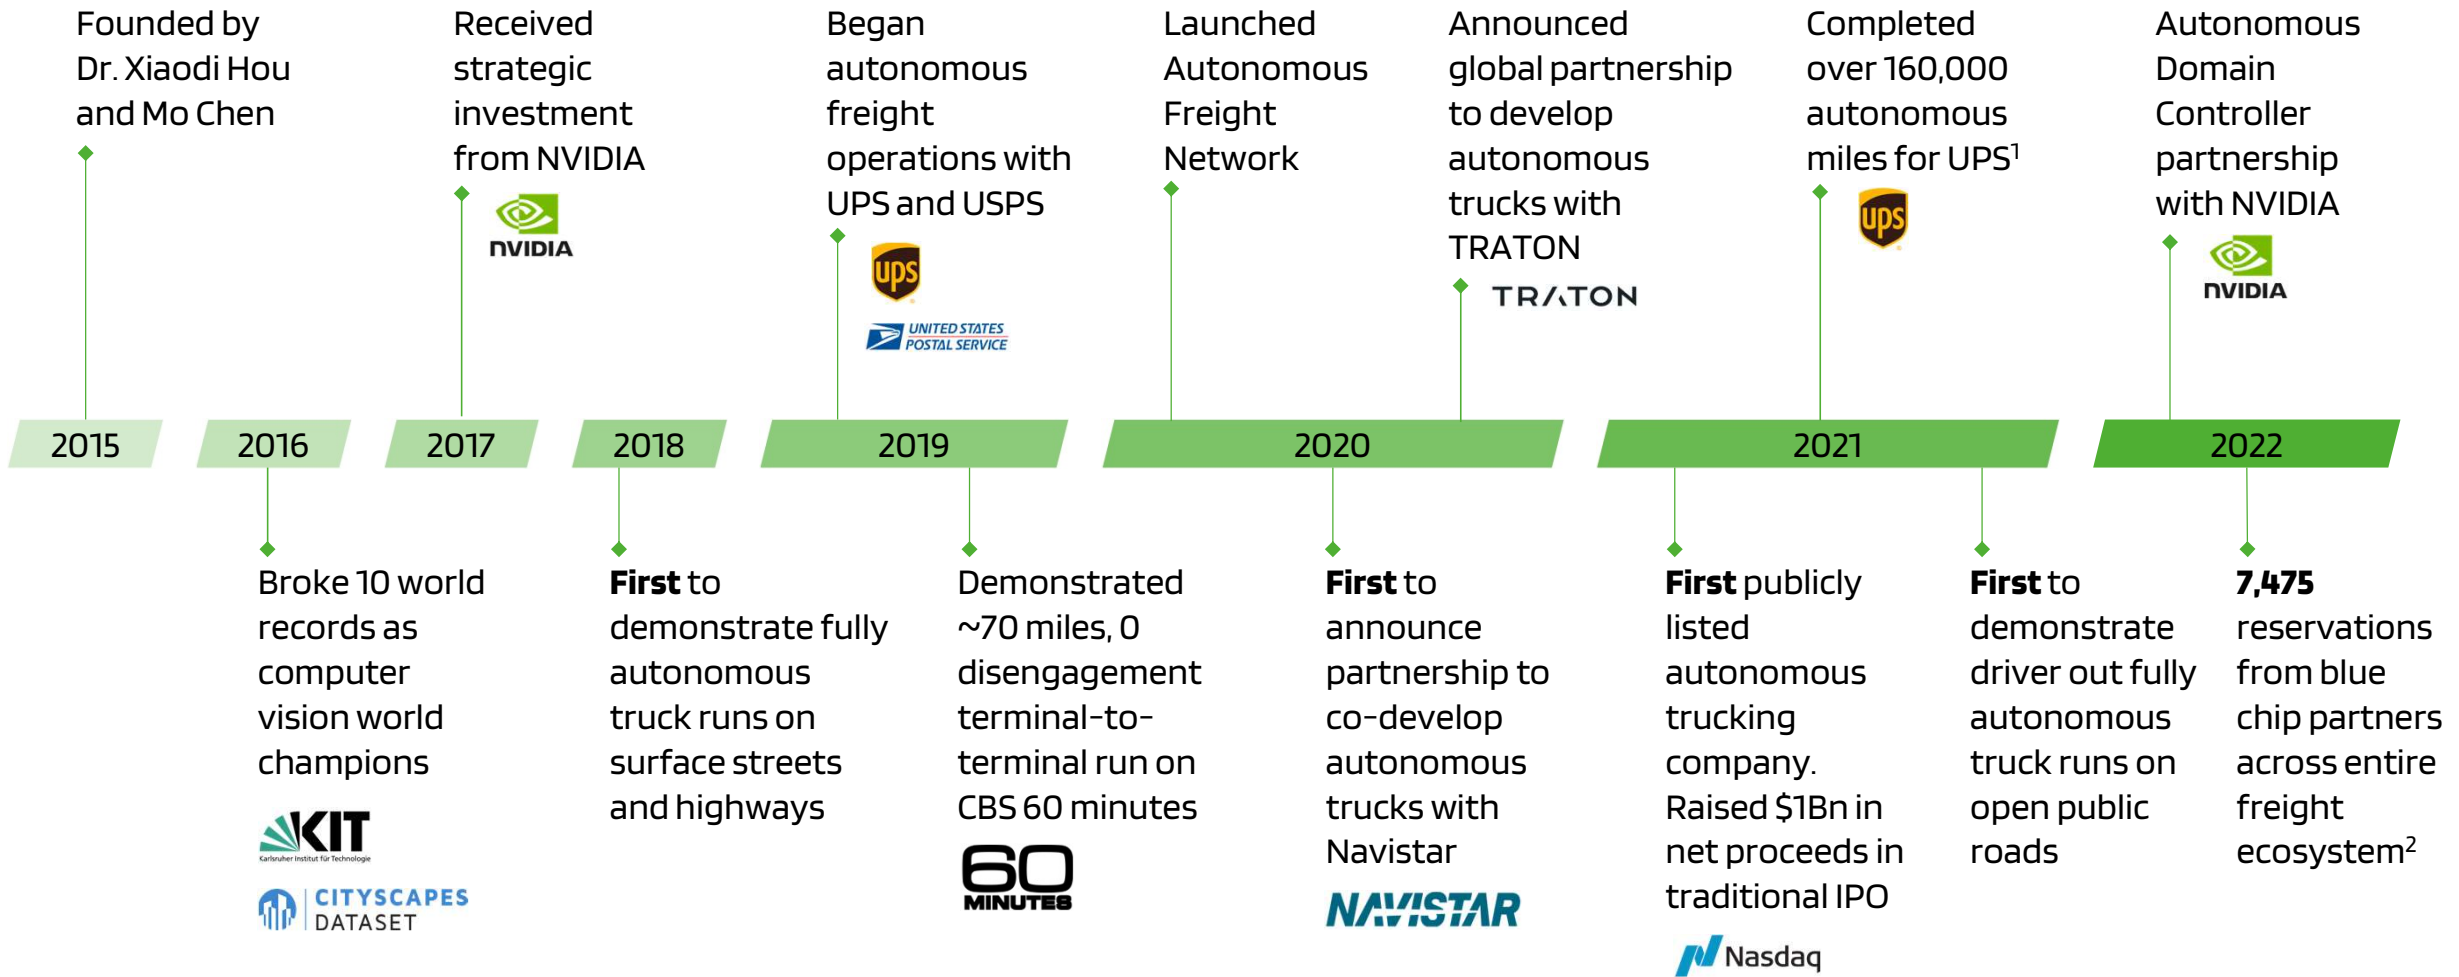 Founded by
Dr. Xiaodi Hou
and Mo Chen
Received
strategic
investment
from NVIDIA
NVIDIA
Began
autonomous
freight
operations with
UPS and USPS
ups
UNITED STATES
POSTAL SERVICE
Launched
Autonomous
Freight
Network
Announced
global partnership
to develop
autonomous
trucks with
TRATON
TRATON
Completed
over 160,000
autonomous
miles for UPS¹
ups
Autonomous
Domain
Controller
partnership
with NVIDIA
NVIDIA
2015
2016
2017
2018
2019
2020
2021
2022
Broke 10 world
records as
computer
vision world
champions
KIT
Karlsruher Institut für Technologie
CITYSCAPES
DATASET
First to
demonstrate fully
autonomous
truck runs on
surface streets
and highways
Demonstrated
~70 miles, 0
disengagement
terminal-to-
terminal run on
CBS 60 minutes
60
MINUTES
First to
announce
partnership to
co-develop
autonomous
trucks with
Navistar
NAVISTAR
First publicly
listed
autonomous
trucking
company.
Raised $1Bn in
net proceeds in
traditional IPO
Nasdaq
First to
demonstrate
driver out fully
autonomous
truck runs on
open public
roads
7,475
reservations
from blue
chip partners
across entire
freight
ecosystem²